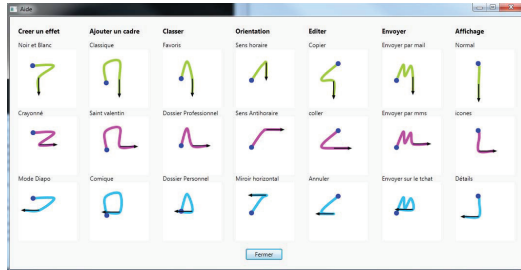 Aide
Creer un effet Ajouter un cadre Classer Orientation Editer Envoyer Affichage
Noir et Blanc Classique Favoris Sens horaire Copier Envoyer par mail Normal
Crayonné Saint valentin Dossier Professionnel Sens Antihoraire coller Envoyer par mms icones
Mode Diapo Comique Dossier Personnel Miroir horizontal Annuler Envoyer sur le tchat Détails
Fermer